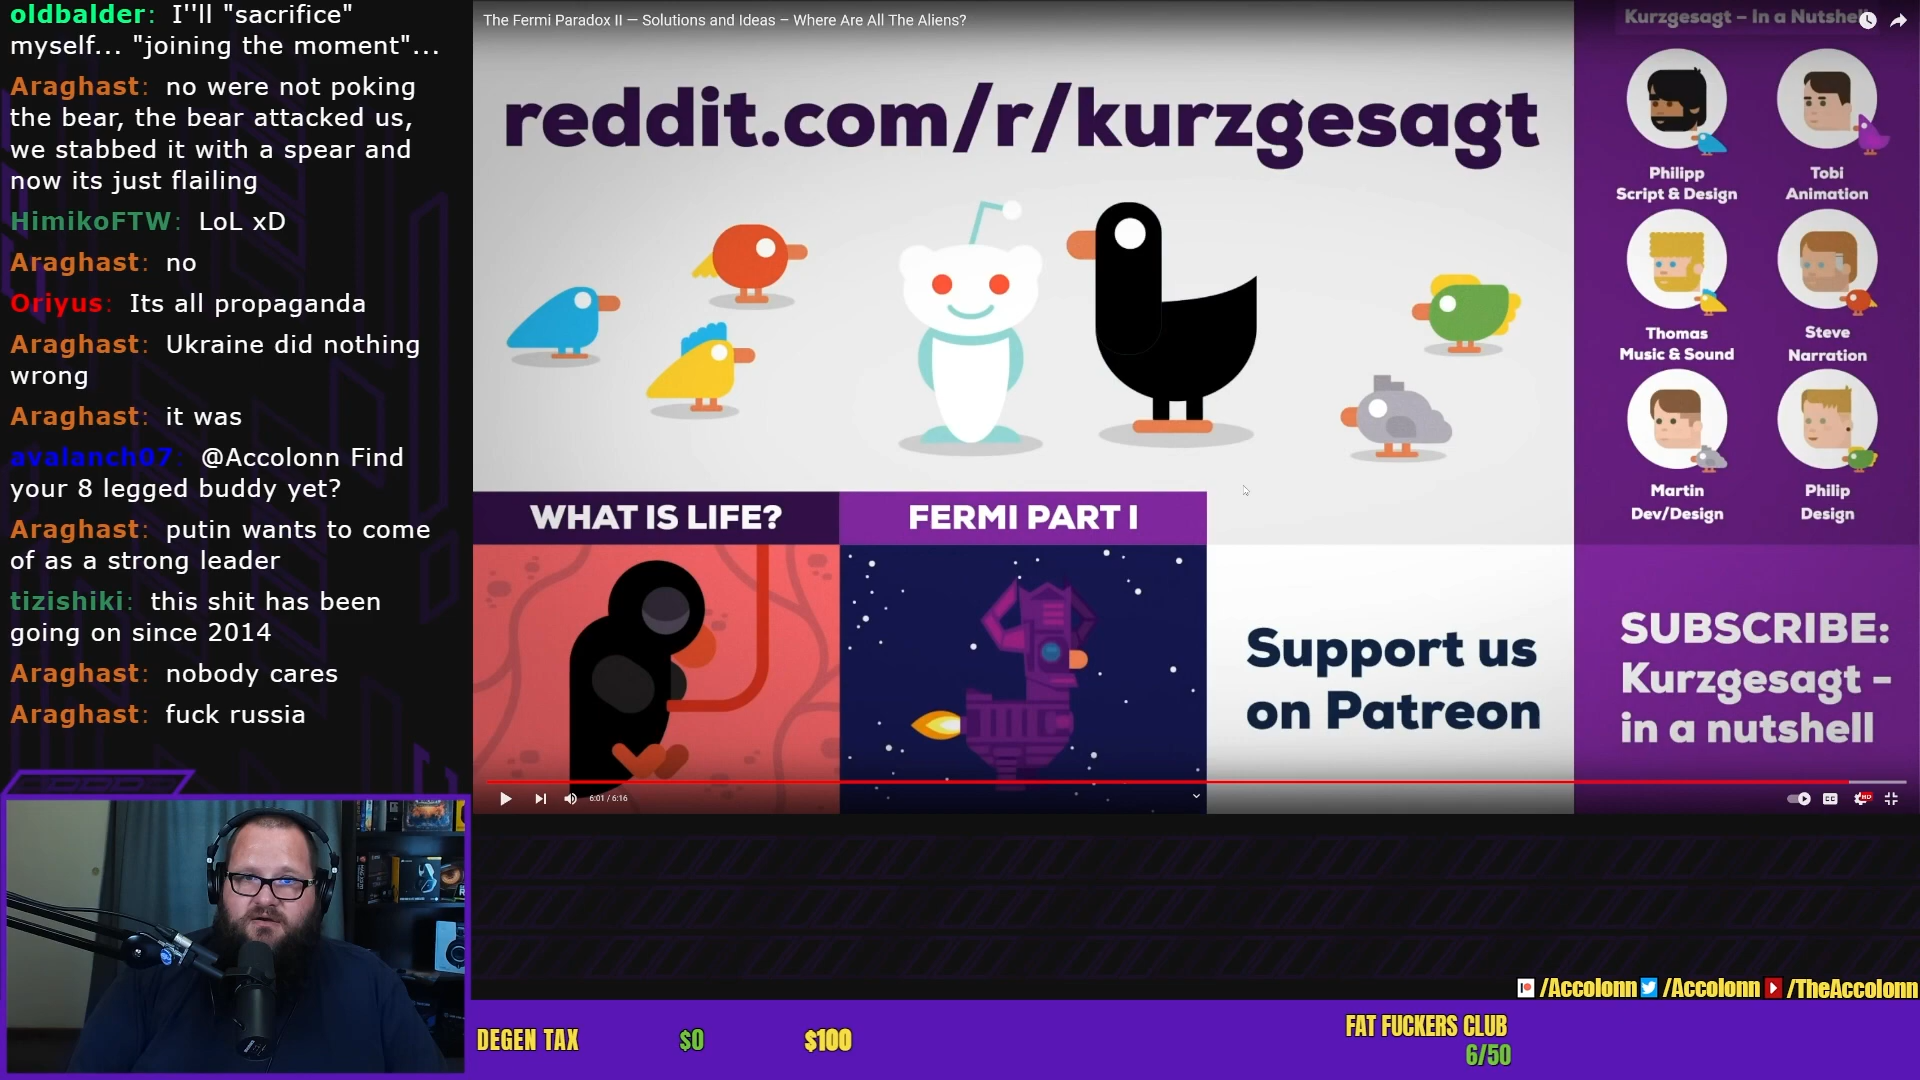 oldbalder: I''ll "sacrifice"
myself... "joining the moment"...
Araghast: no were not poking
the bear, the bear attacked us,
we stabbed it with a spear and
now its just flailing
HimikoFTW: LoL xD
Araghast: no
Oriyus: Its all propaganda
Araghast: Ukraine did nothing
wrong
Araghast: it was
avalanch07: @Accolonn Find
your 8 legged buddy yet?
Araghast: putin wants to come
of as a strong leader
tizishiki: this shit has been
going on since 2014
Araghast: nobody cares
Araghast: fuck russia
The Fermi Paradox II — Solutions and Ideas – Where Are All The Aliens?
reddit.com/r/kurzgesagt
Kurzgesagt – In a Nutshell
Philipp
Script & Design
Tobi
Animation
Thomas
Music & Sound
Steve
Narration
Martin
Dev/Design
Philip
Design
WHAT IS LIFE?
FERMI PART I
Support us
on Patreon
SUBSCRIBE:
Kurzgesagt –
in a nutshell
6:01 / 6:16
CC
HD
/Accolonn /Accolonn /TheAccolonn
DEGEN TAX $0 $100
FAT FUCKERS CLUB
6/50